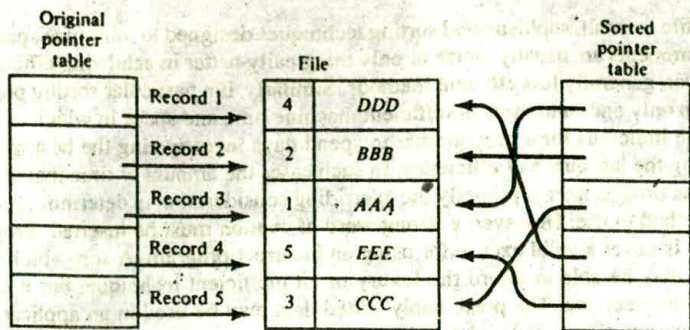 Original
pointer
table
File
Sorted
pointer
table
Record 1
4 DDD
Record 2
2 BBB
Record 3
1 AAA
Record 4
5 EEE
Record 5
3 CCC